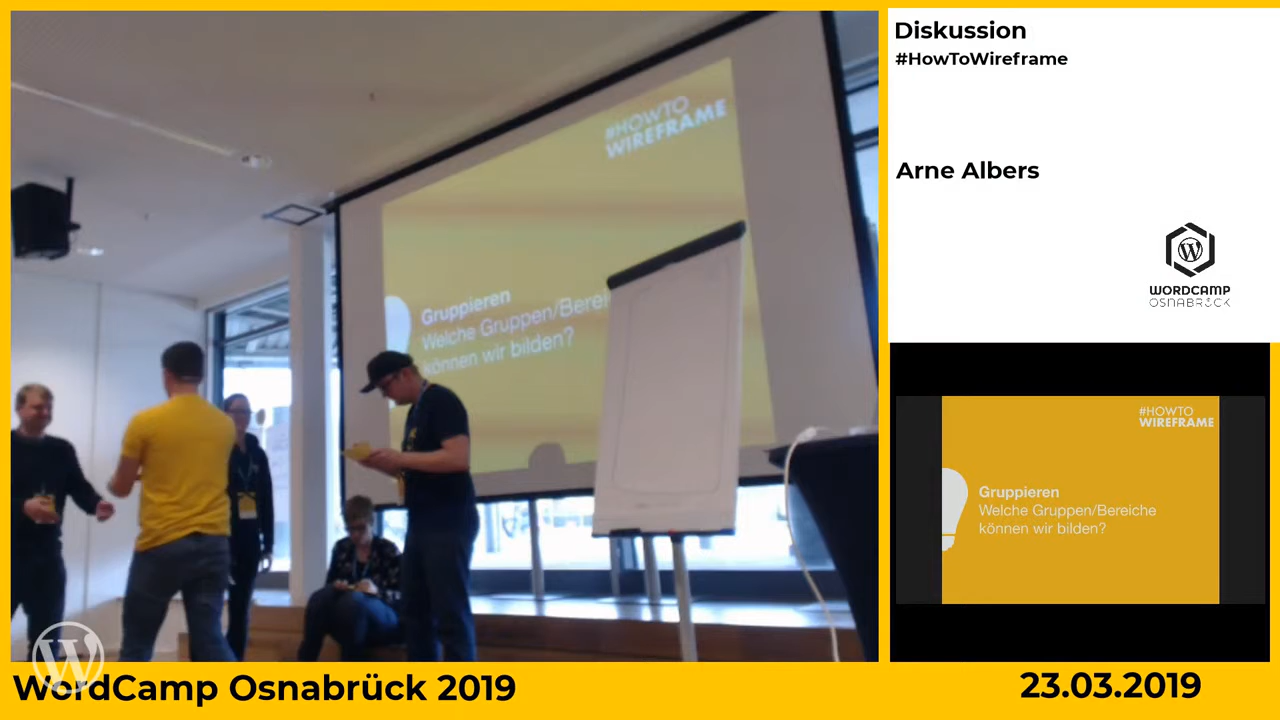 #HOWTO
WIREFRAME
Gruppieren
Welche Gruppen/Berei
können wir bilden?
Diskussion
#HowToWireframe
Arne Albers
WORDCAMP
OSNABRÜCK
#HOWTO
WIREFRAME
Gruppieren
Welche Gruppen/Bereiche
können wir bilden?
WordCamp Osnabrück 2019
23.03.2019